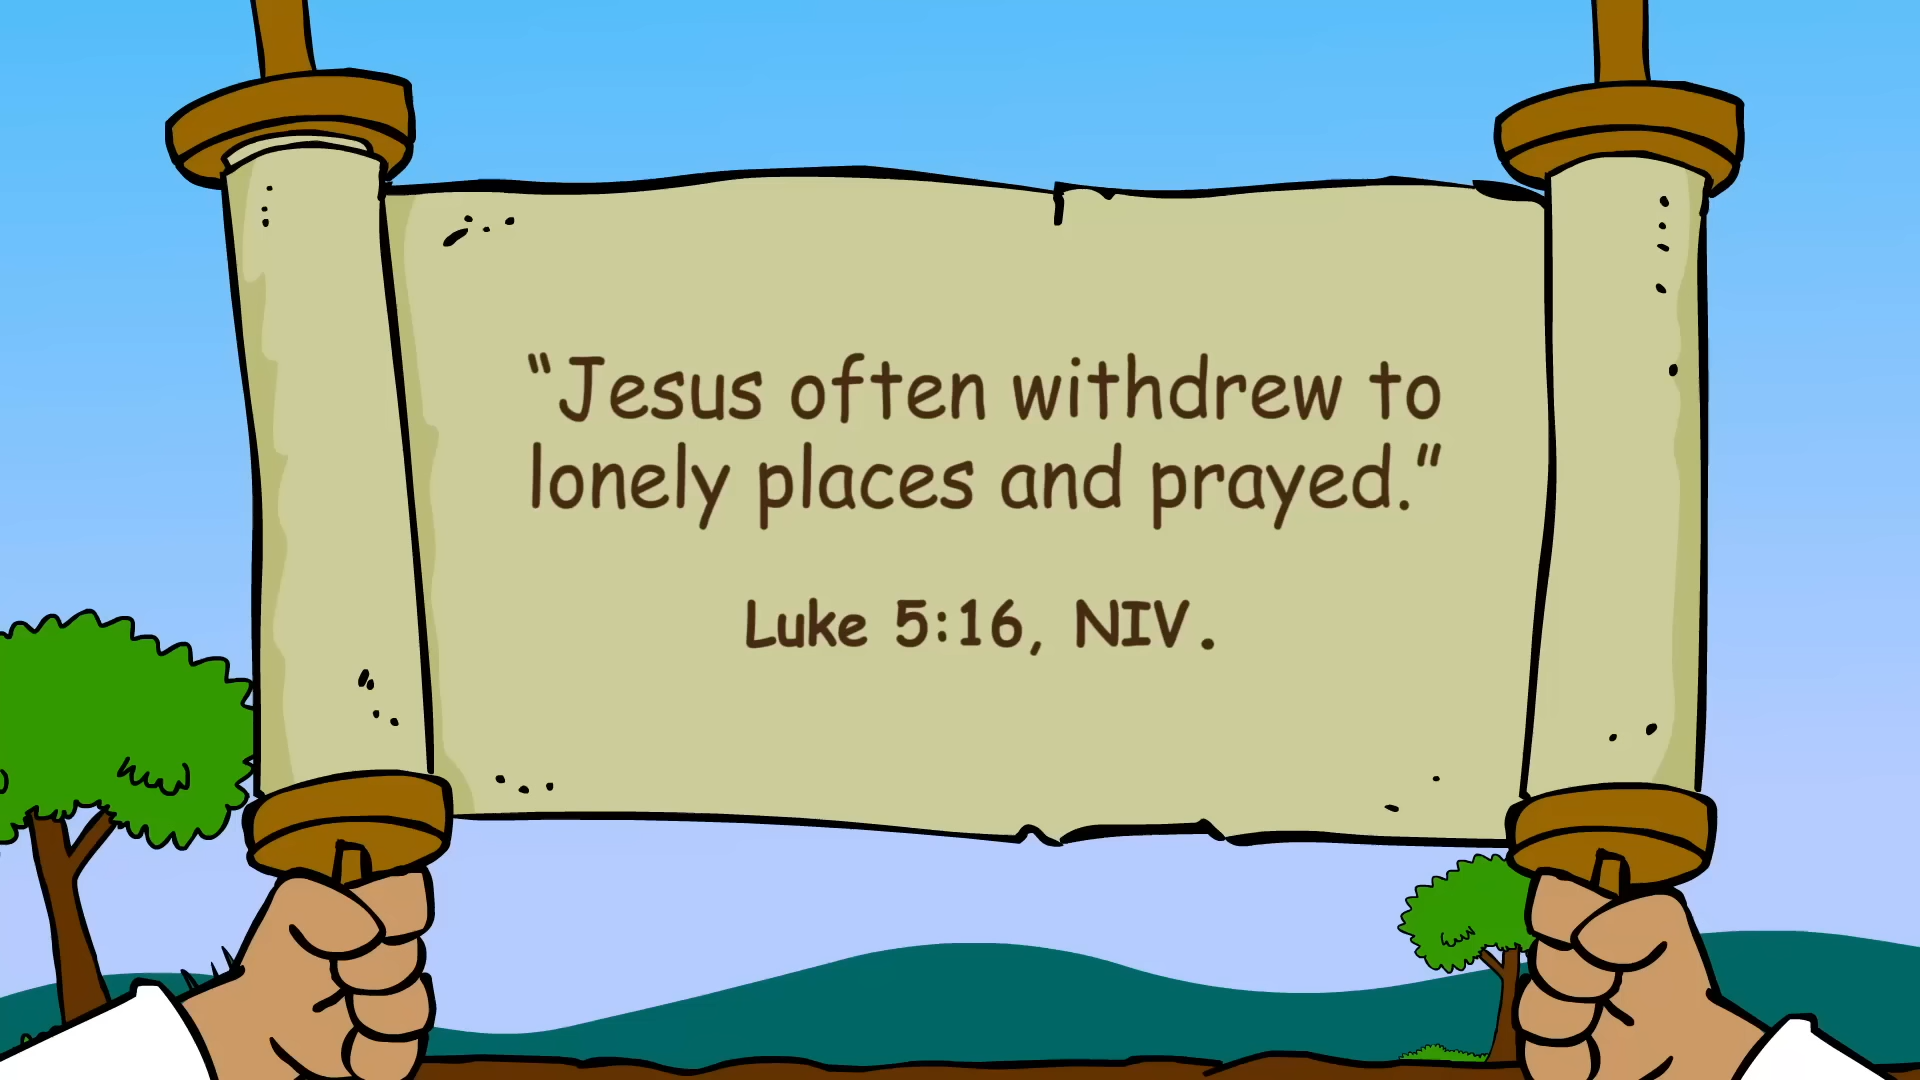 “Jesus often withdrew to
lonely places and prayed.”
Luke 5:16, NIV.